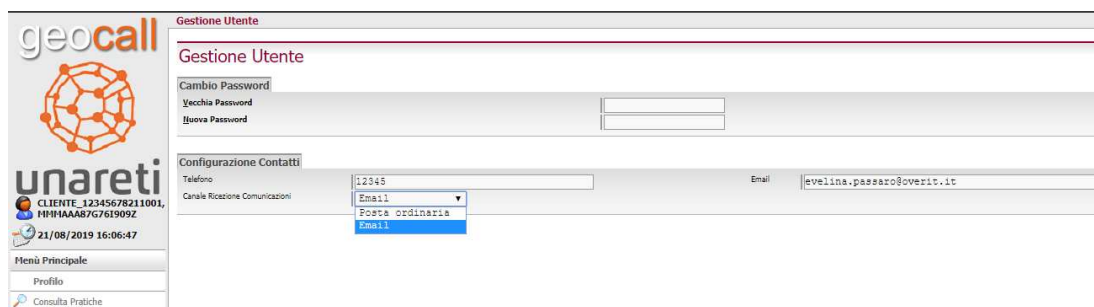 geocall
unareti
CLIENTE_12345678211001,
MMMAAA87G76I909Z
21/08/2019 16:06:47
Menù Principale
Profilo
Consulta Pratiche
Gestione Utente
Gestione Utente
Cambio Password
Vecchia Password
Nuova Password
Configurazione Contatti
Telefono 12345 Email evelina.passaro@overit.it
Canale Ricezione Comunicazioni Email
Posta ordinaria
Email